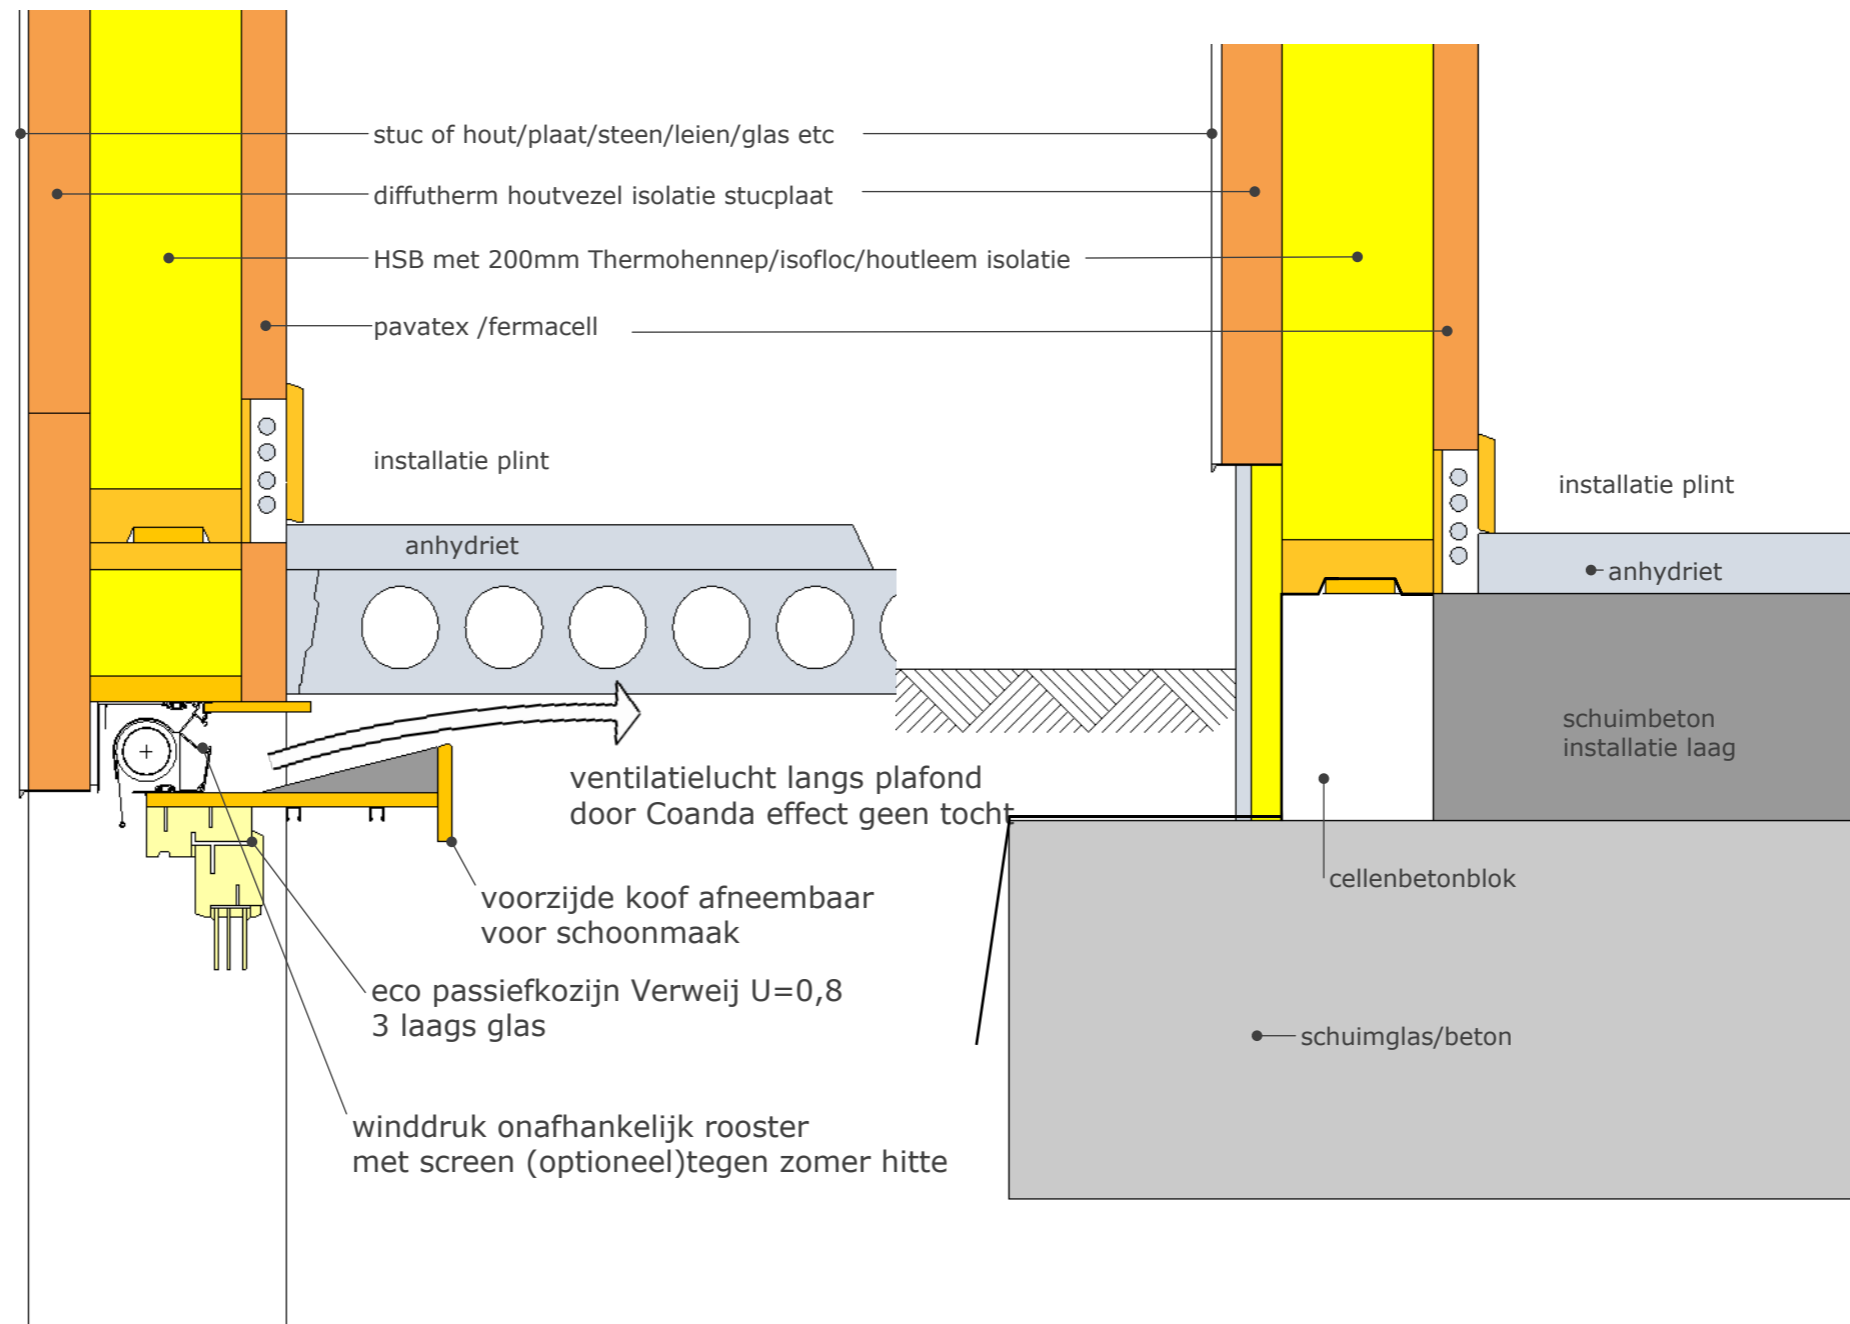 stuc of hout/plaat/steen/leien/glas etc
diffutherm houtvezel isolatie stucplaat
HSB met 200mm Thermohennep/isofloc/houtleem isolatie
pavatex /fermacell
installatie plint
installatie plint
anhydriet
anhydriet
schuimbeton
installatie laag
ventilatielucht langs plafond
door Coanda effect geen tocht
cellenbetonblok
voorzijde koof afneembaar
voor schoonmaak
eco passiefkozijn Verweij U=0,8
3 laags glas
schuimglas/beton
winddruk onafhankelijk rooster
met screen (optioneel)tegen zomer hitte